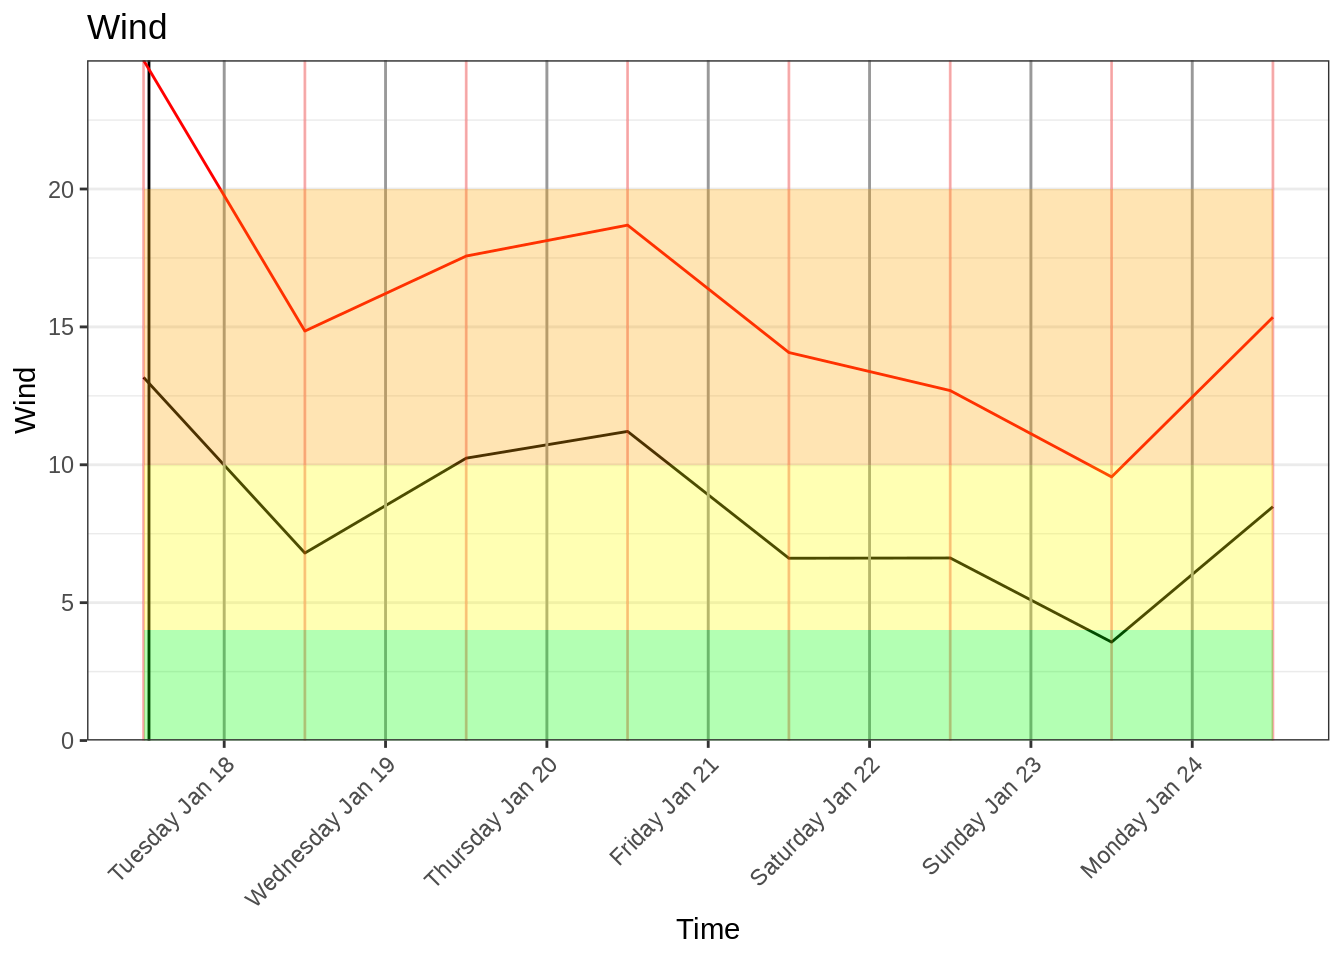 Wind
Wind
20
15
10
5
0
Tuesday Jan 18
Wednesday Jan 19
Thursday Jan 20
Friday Jan 21
Saturday Jan 22
Sunday Jan 23
Monday Jan 24
Time